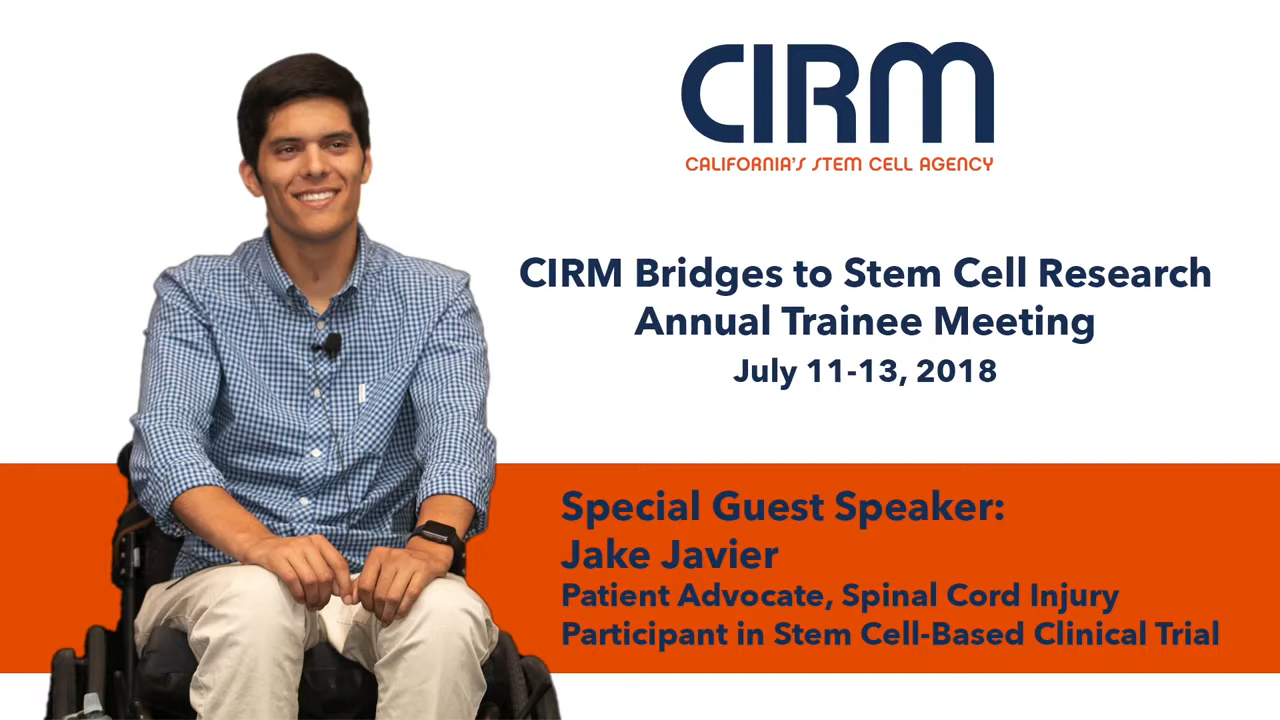 CIRM
CALIFORNIA'S STEM CELL AGENCY
CIRM Bridges to Stem Cell Research
Annual Trainee Meeting
July 11-13, 2018
Special Guest Speaker:
Jake Javier
Patient Advocate, Spinal Cord Injury
Participant in Stem Cell-Based Clinical Trial